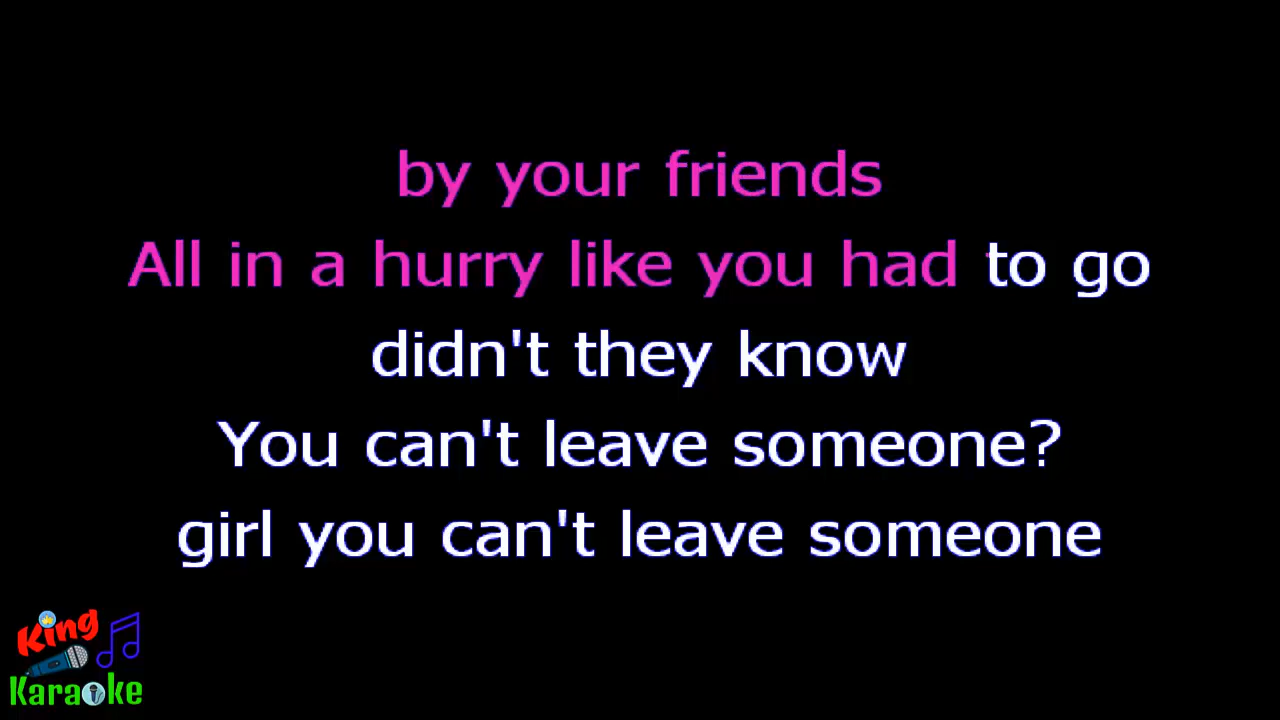 by your friends
All in a hurry like you had to go
didn't they know
You can't leave someone?
girl you can't leave someone
King
Karaoke